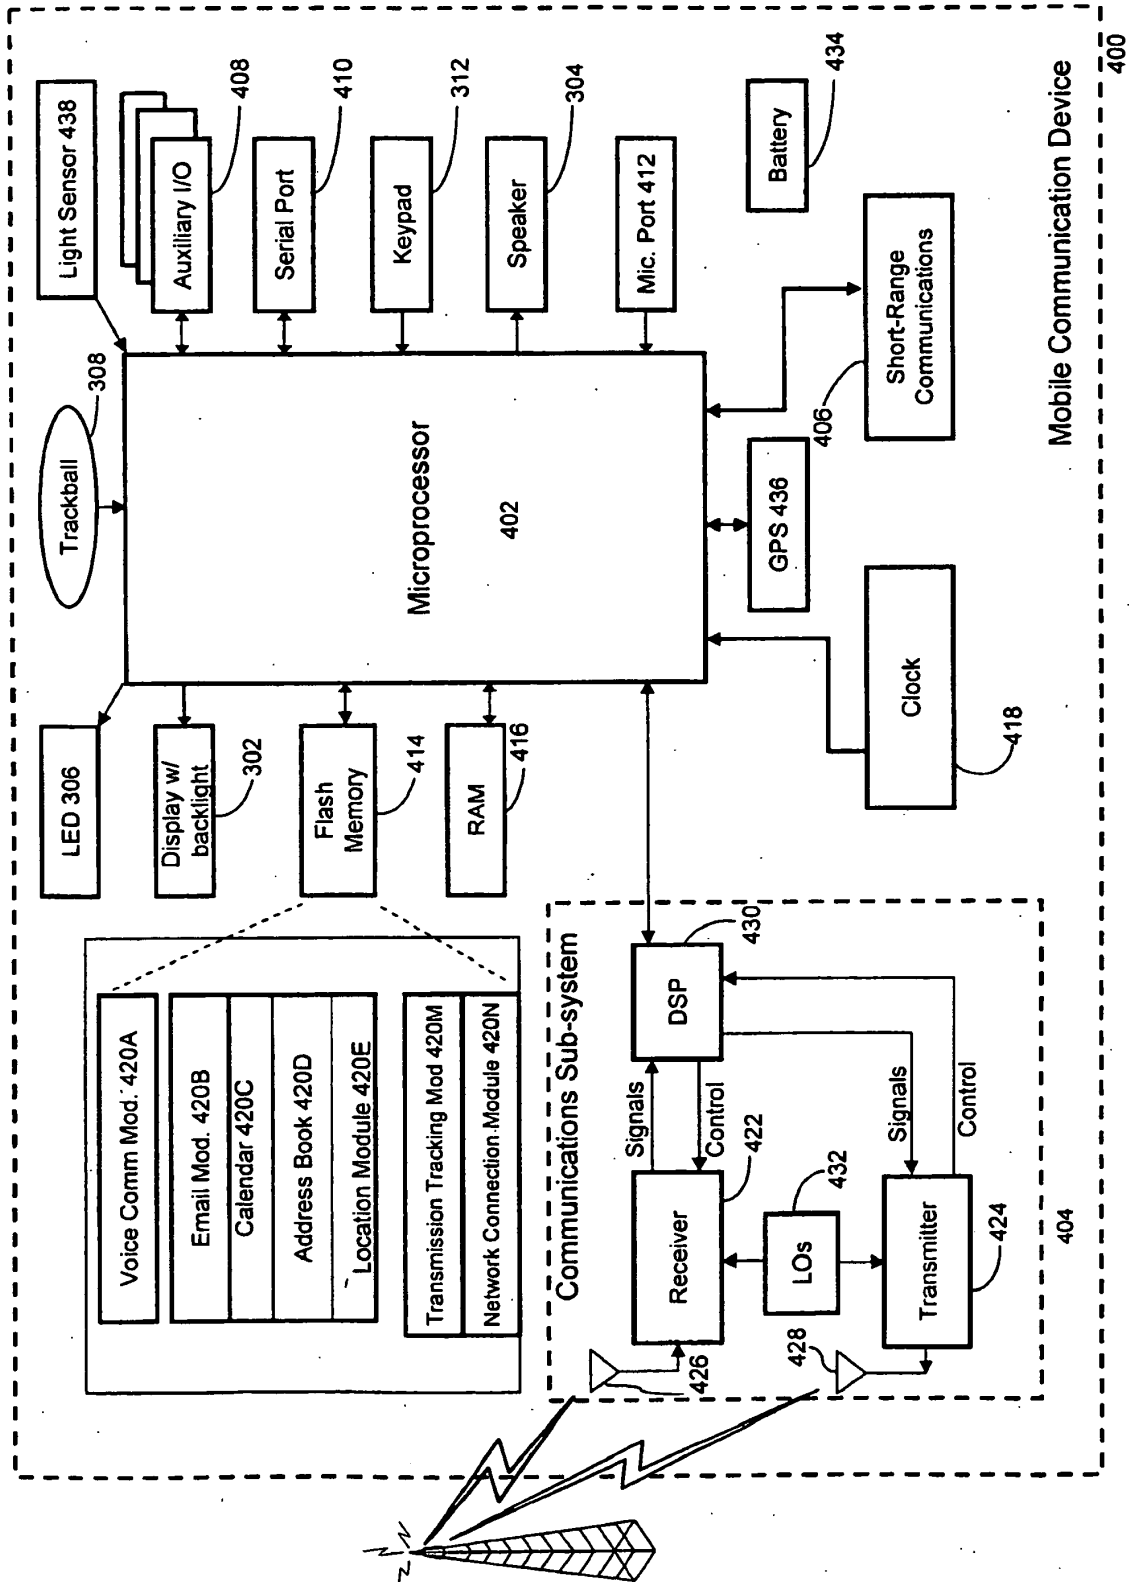 Voice Comm Mod. 420A
Email Mod. 420B
Calendar 420C
Address Book 420D
Location Module 420E
Transmission Tracking Mod 420M
Network Connection Module 420N
LED 306
Display w/
backlight
302
Flash
Memory
414
RAM
416
Trackball
308
Microprocessor
402
Light Sensor 438
Auxiliary I/O
408
Serial Port
410
Keypad
312
Speaker
304
Mic. Port 412
Battery
434
Communications Sub-system
426
Receiver
422
Signals
Control
DSP
430
LOs
432
428
Transmitter
424
Signals
Control
404
Clock
418
GPS 436
406
Short-Range
Communications
Mobile Communication Device
400